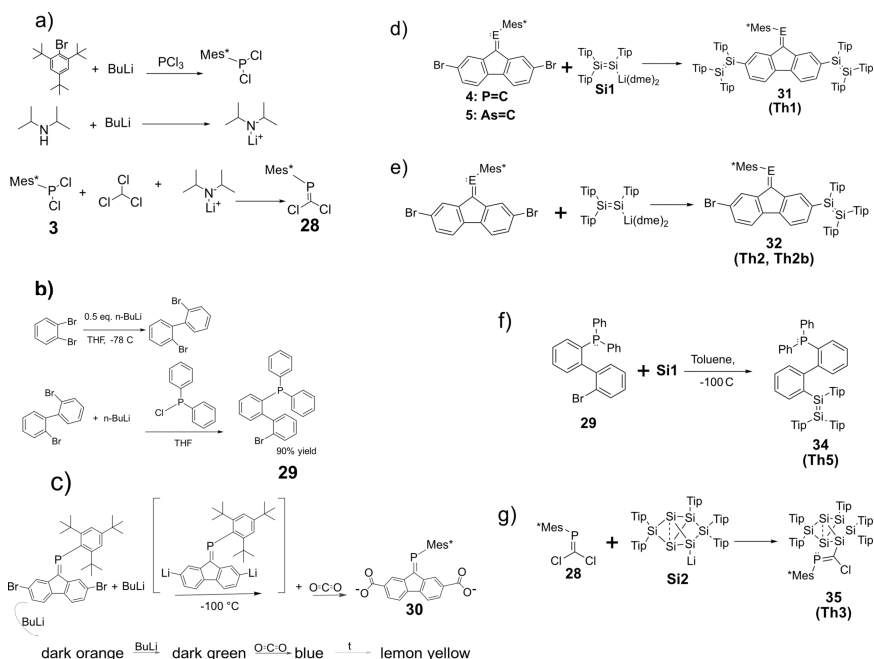 a)
Br
+ BuLi
PCl3
Mes*
P
Cl
Cl
N
H
+ BuLi
N-
Li+
Mes*
P
Cl
Cl
3
+
Cl
Cl
Cl
+
N-
Li+
Mes*
P
Cl
Cl
28
b)
Br
Br
0.5 eq. n-BuLi
THF, -78 C
Br
Br
Br
Br
+ n-BuLi
Cl
P
THF
P
Br
90% yield
29
c)
P
Br
Br
+ BuLi
BuLi
P
Li
Li
-100 °C
+ O=C=O
P
Mes*
-O
O
O
O-
30
dark orange BuLi dark green O=C=O blue t lemon yellow
d)
:E
Mes*
Br
Br
4: P=C
5: As=C
+
Tip
Tip
Si=Si
Tip
Li(dme)2
Si1
*Mes
E
Tip
Si
Tip
Si
Tip
Tip
Si
Tip
Si
Tip
31
(Th1)
e)
:E
Mes*
Br
Br
+
Tip
Tip
Si=Si
Tip
Li(dme)2
*Mes
E
Br
Tip
Si
Tip
Si
Tip
32
(Th2, Th2b)
f)
Ph
P
Ph
Br
29
+ Si1
Toluene,
-100 C
Ph
P
Ph
Tip
Si
Si
Tip
Tip
34
(Th5)
g)
*Mes
P
Cl
Cl
28
+
Tip
Tip
Tip
Si
Si
Si
Si
Si
Si
Tip
Tip
Li
Si2
Tip
Tip
Tip
Si
Si
Si
Si
Si
Si
Tip
Tip
P
*Mes
Cl
35
(Th3)